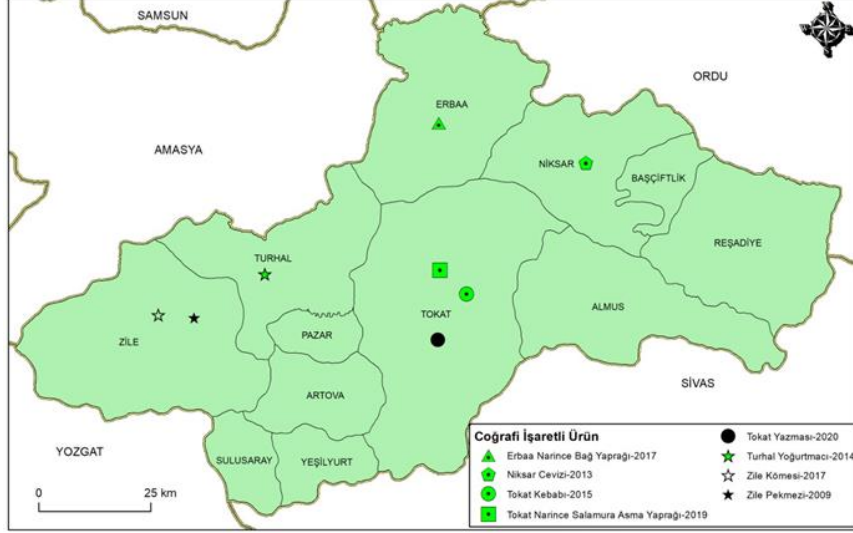 SAMSUN
ORDU
ERBAA
AMASYA
NİKSAR
BAŞÇİFTLİK
REŞADİYE
TURHAL
ALMUS
TOKAT
PAZAR
ZİLE
SİVAS
ARTOVA
YOZGAT
SULUSARAY
YEŞİLYURT
0 25 km
Coğrafi İşaretli Ürün
Erbaa Narince Bağ Yaprağı-2017
Niksar Cevizi-2013
Tokat Kebabı-2015
Tokat Narince Salamura Asma Yaprağı-2019
Tokat Yazması-2020
Turhal Yoğurtmacı-2014
Zile Kömesi-2017
Zile Pekmezi-2009